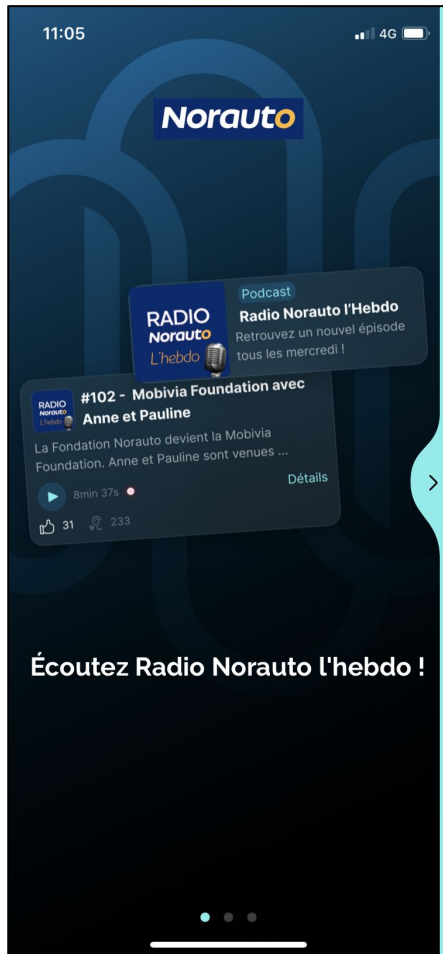 11:05
4G
Norauto
Podcast
RADIO
Norauto
L'hebdo
Radio Norauto l'Hebdo
Retrouvez un nouvel épisode
tous les mercredi !
RADIO
Norauto
L'hebdo
#102 - Mobivia Foundation avec
Anne et Pauline
La Fondation Norauto devient la Mobivia
Foundation. Anne et Pauline sont venues ...
8min 37s
Détails
31
233
Écoutez Radio Norauto l'hebdo !